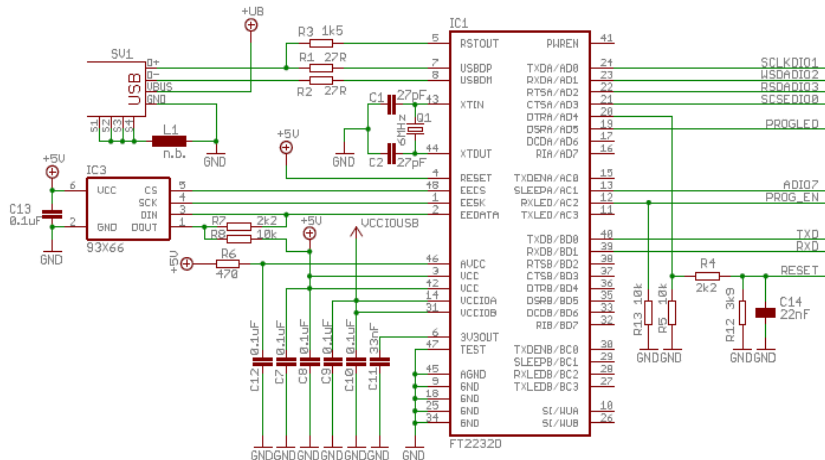 +UB
SV1
D+
D-
VBUS
GND
USB
S1 S2 S3 S4
L1
n.b.
GND
R3 1k5
R1 27R
R2 27R
C1 27pF
6MHz
Q1
C2 27pF
GND
+5V
+5V
IC3
6 VCC CS 5
SCK 4
DIN 3
2 GND DOUT 1
93X66
C13
0.1uF
GND
R7 2k2
R8 10k
+5V
VCCIOUSB
+5V
R6
470
C12 0.1uF
C7 0.1uF
C8 0.1uF
C9 0.1uF
C10 0.1uF
C11 33nF
GND GND GND GND GND GND GND
IC1
5 RSTOUT PWREN 41
7 USBDP TXDA/AD0 24 SCLKDIO1
8 USBDM RXDA/AD1 23 WSDADIO2
RTSA/AD2 22 RSDADIO3
43 XTIN CTSA/AD3 21 SCSEDIO0
DTRA/AD4 20
DSRA/AD5 19 PROGLED
DCDA/AD6 17
44 XTOUT RIA/AD7 16
4 RESET TXDENA/AC0 15
48 EECS SLEEPA/AC1 13 ADIO7
1 EESK RXLED/AC2 12 PROG_EN
2 EEDATA TXLED/AC3 11
TXDB/BD0 40 TXD
RXDB/BD1 39 RXD
46 AVCC RTSB/BD2 38
3 VCC CTSB/BD3 37
42 VCC DTRB/BD4 36
14 VCCIOA DSRB/BD5 35
31 VCCIOB DCDB/BD6 33
RIB/BD7 32
6 3V3OUT
47 TEST TXDENB/BC0 30
SLEEPB/BC1 29
45 AGND RXLEDB/BC2 28
9 GND TXLEDB/BC3 27
18 GND
25 GND SI/WUA 10
34 GND SI/WUB 26
FT2232D
R4
2k2
RESET
R13 10k
R5 10k
R12 3k9
C14
22nF
GND GND GND GND